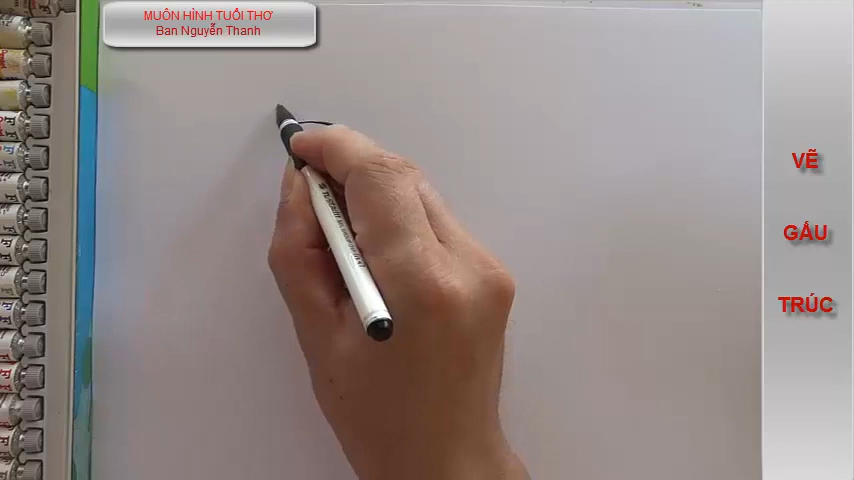 MUÔN HÌNH TUỔI THƠ
Ban Nguyễn Thanh
VẼ
GẤU
TRÚC